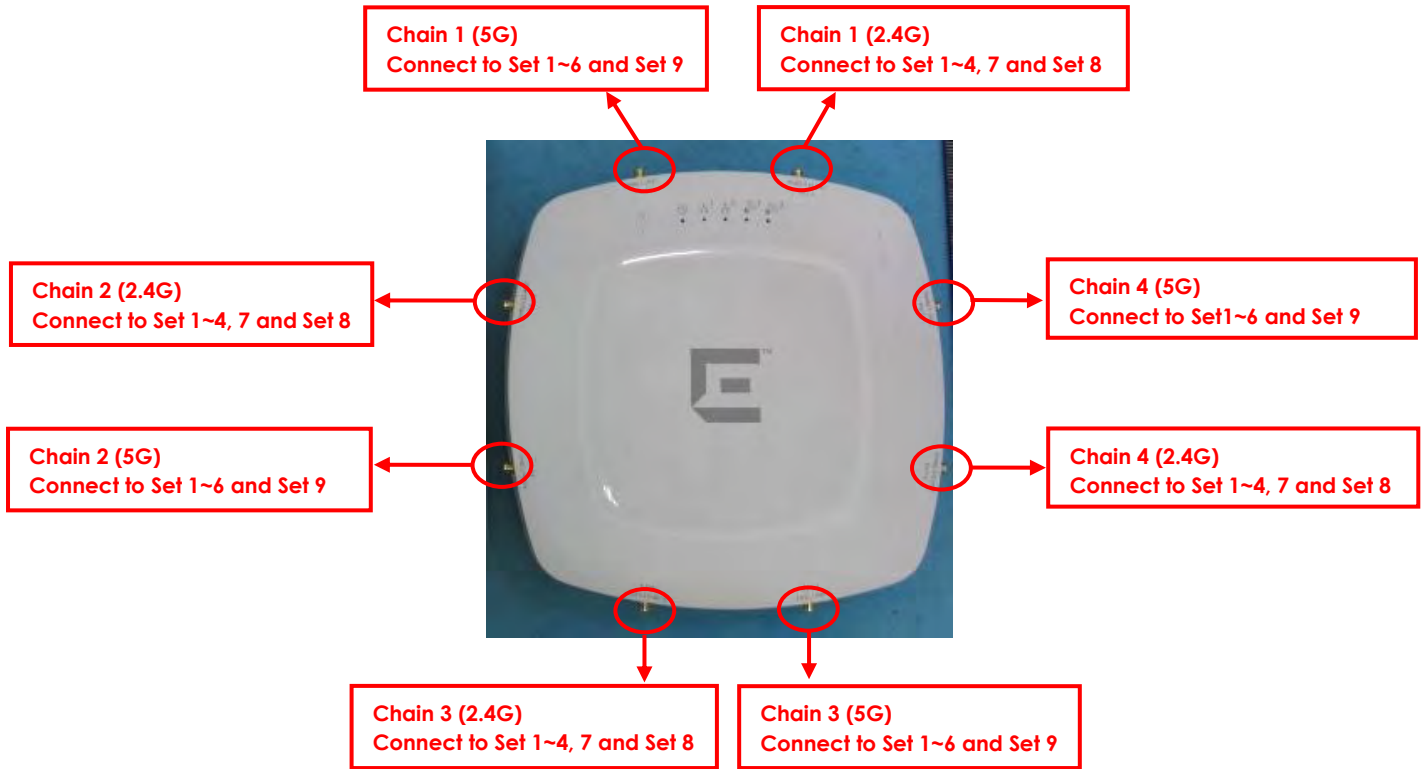 Chain 1 (5G)
Connect to Set 1~6 and Set 9
Chain 1 (2.4G)
Connect to Set 1~4, 7 and Set 8
Chain 2 (2.4G)
Connect to Set 1~4, 7 and Set 8
Chain 4 (5G)
Connect to Set1~6 and Set 9
Chain 2 (5G)
Connect to Set 1~6 and Set 9
Chain 4 (2.4G)
Connect to Set 1~4, 7 and Set 8
Chain 3 (2.4G)
Connect to Set 1~4, 7 and Set 8
Chain 3 (5G)
Connect to Set 1~6 and Set 9